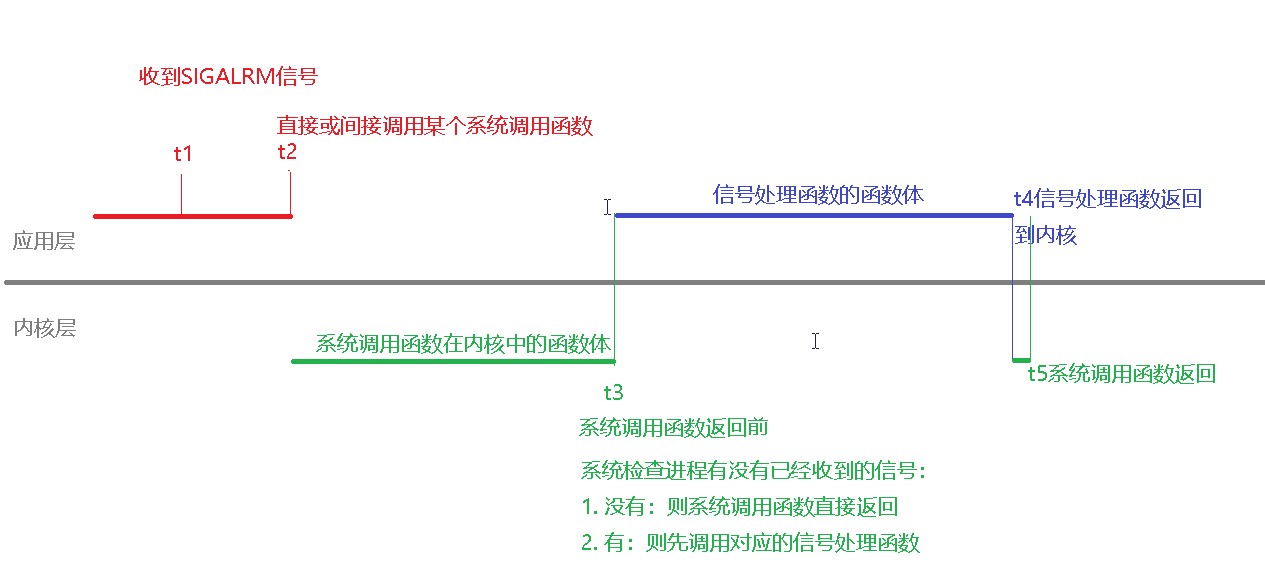 收到SIGALRM信号
直接或间接调用某个系统调用函数
t1
t2
信号处理函数的函数体
t4信号处理函数返回
到内核
应用层
内核层
系统调用函数在内核中的函数体
t5系统调用函数返回
t3
系统调用函数返回前
系统检查进程有没有已经收到的信号：
1. 没有：则系统调用函数直接返回
2. 有：则先调用对应的信号处理函数